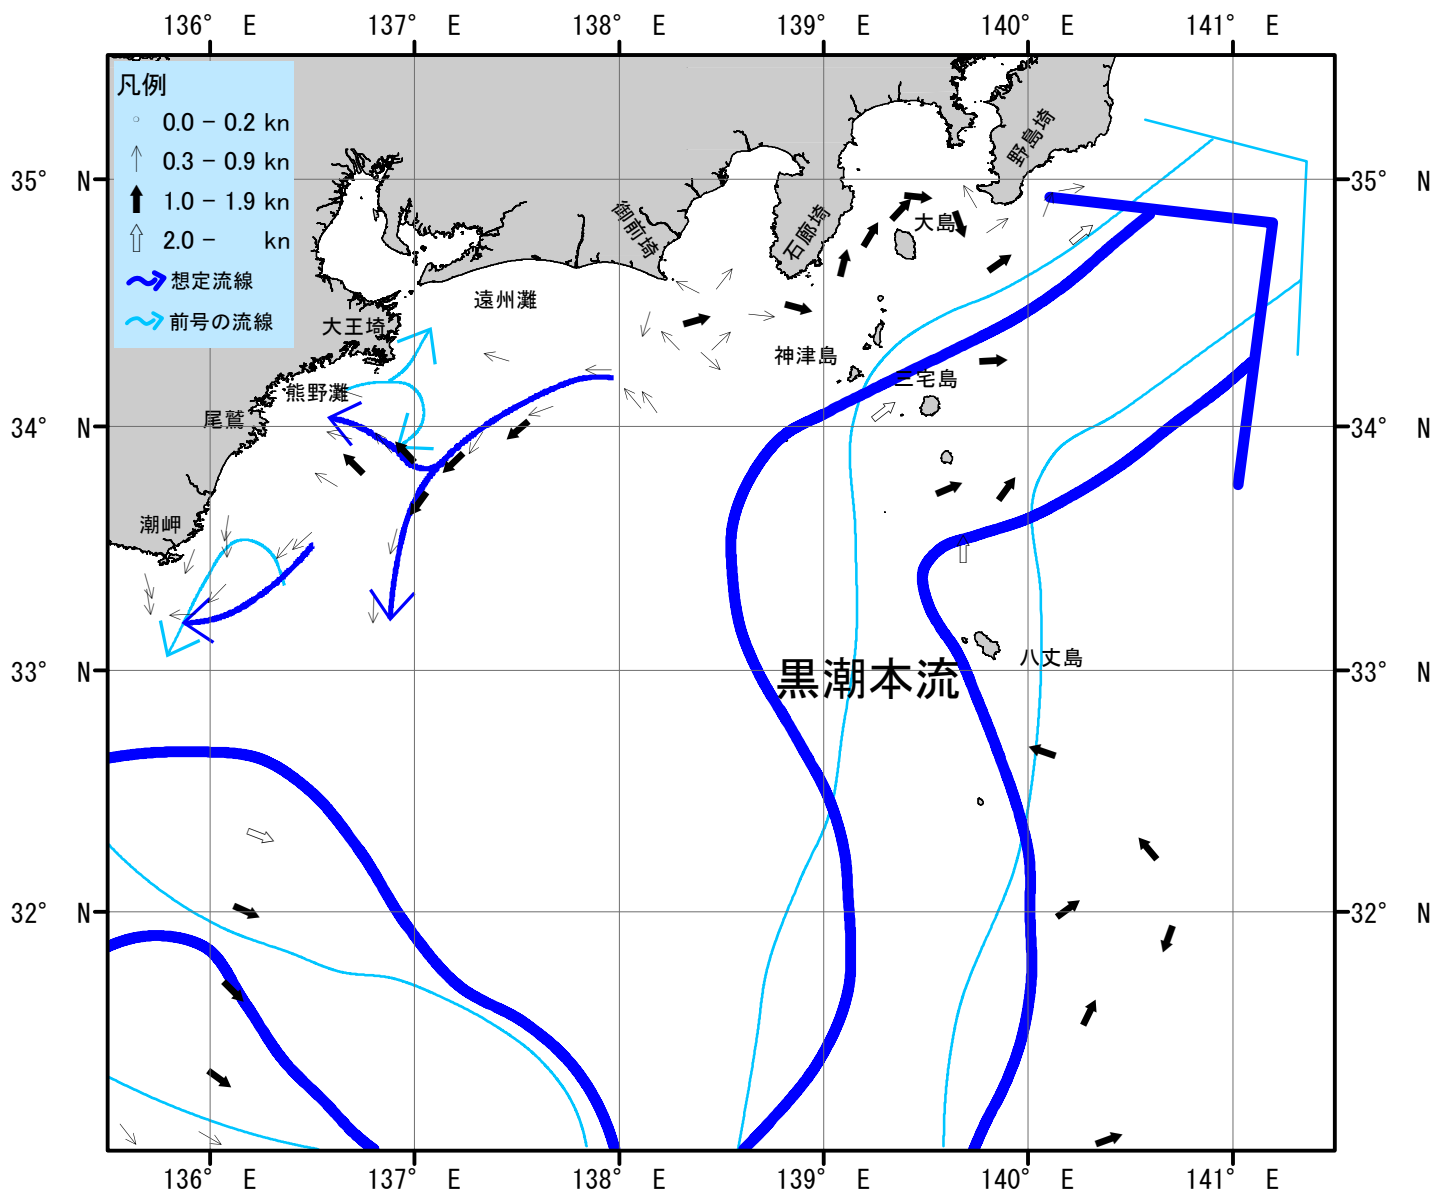 136° E 137° E 138° E 139° E 140° E 141° E
凡例
0.0 - 0.2 kn
0.3 - 0.9 kn
1.0 - 1.9 kn
2.0 - kn
想定流線
前号の流線
野島埼
35° N
35° N
御前埼
石廊埼
大島
遠州灘
大王埼
神津島
三宅島
熊野灘
尾鷲
34° N
34° N
潮岬
八丈島
33° N
33° N
黒潮本流
32° N
32° N
136° E 137° E 138° E 139° E 140° E 141° E